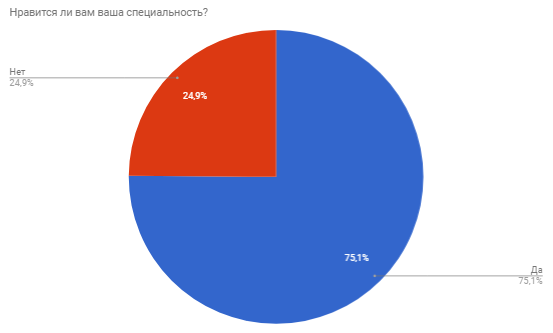 Нравится ли вам ваша специальность?
Нет
24,9%
24,9%
75,1%
Да
75,1%